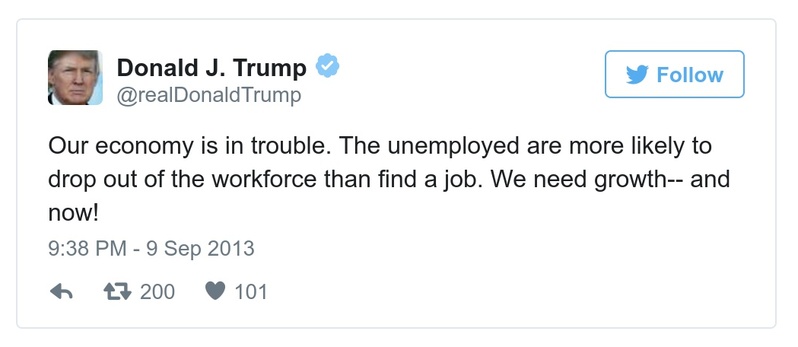 Donald J. Trump
Follow
@realDonaldTrump
Our economy is in trouble. The unemployed are more likely to
drop out of the workforce than find a job. We need growth-- and
now!
9:38 PM - 9 Sep 2013
200 101